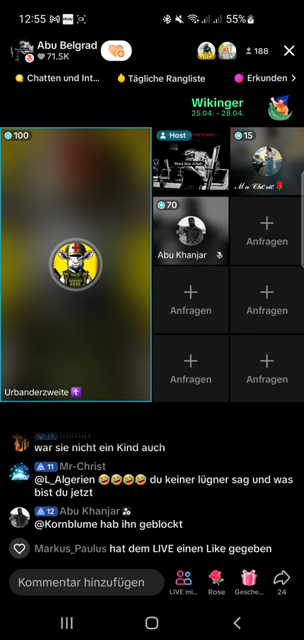 12:55
55%
Abu Belgrad
71.5K
188
Chatten und Int...
Tägliche Rangliste
Erkunden >
Wikinger
25.04. - 28.04.
100
Host
15
70
Abu Khanjar
Anfragen
Anfragen
Anfragen
Anfragen
Anfragen
Urbanderzweite
war sie nicht ein Kind auch
11 Mr-Christ
@L_Algerien 🤣🤣🤣🤣 du keiner lügner sag und was
bist du jetzt
12 Abu Khanjar
@Kornblume hab ihn geblockt
Markus_Paulus hat dem LIVE einen Like gegeben
Kommentar hinzufügen
LIVE mi...
Rose
Gesche...
24